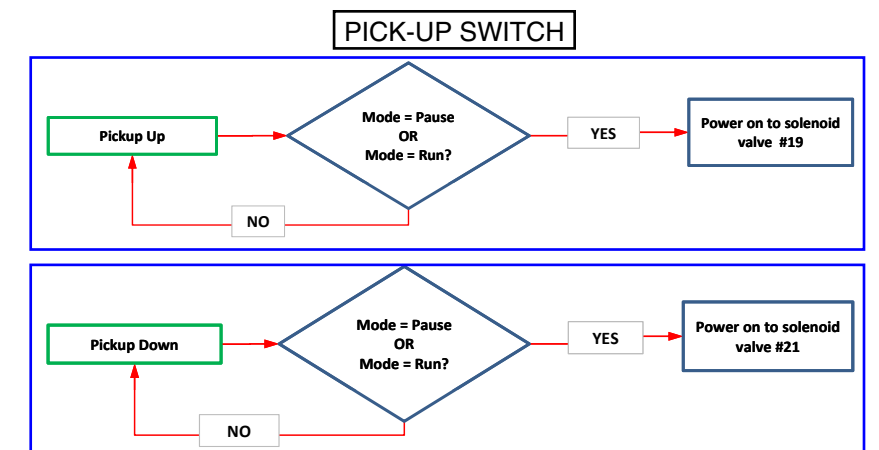 PICK-UP SWITCH
Pickup Up
Mode = Pause
OR
Mode = Run?
YES
Power on to solenoid
valve #19
NO
Pickup Down
Mode = Pause
OR
Mode = Run?
YES
Power on to solenoid
valve #21
NO